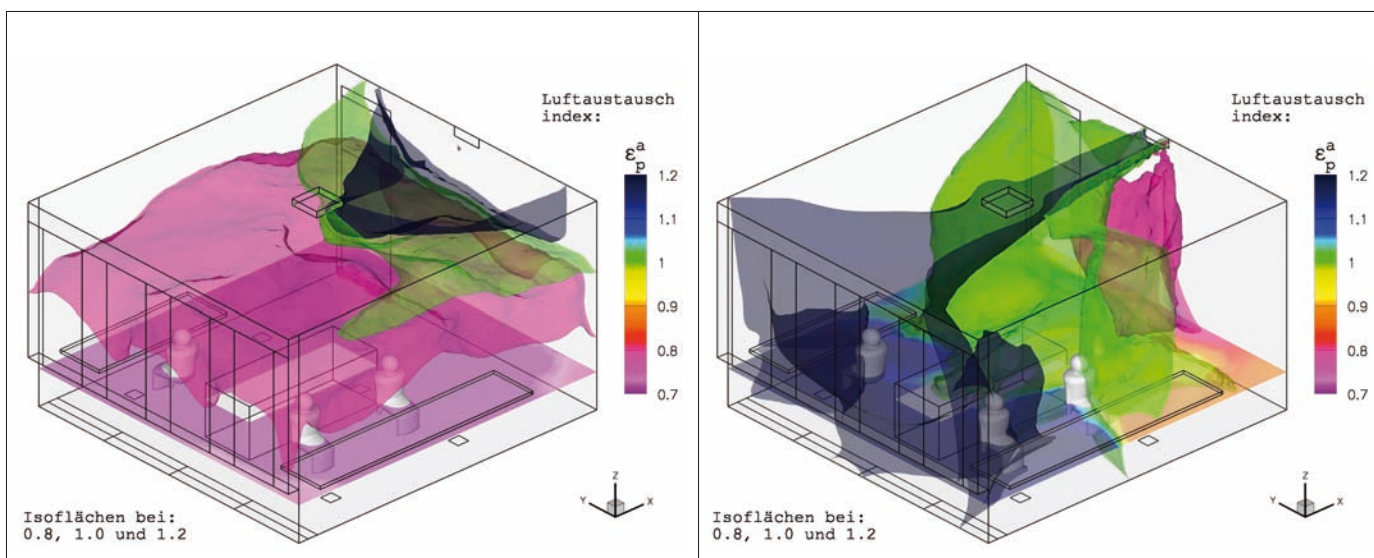 Luftaustausch
index:
ε_p^a
1.2
1.1
1
0.9
0.8
0.7
Z
Y
X
Isoflächen bei:
0.8, 1.0 und 1.2
Luftaustausch
index:
ε_p^a
1.2
1.1
1
0.9
0.8
0.7
Z
Y
X
Isoflächen bei:
0.8, 1.0 und 1.2